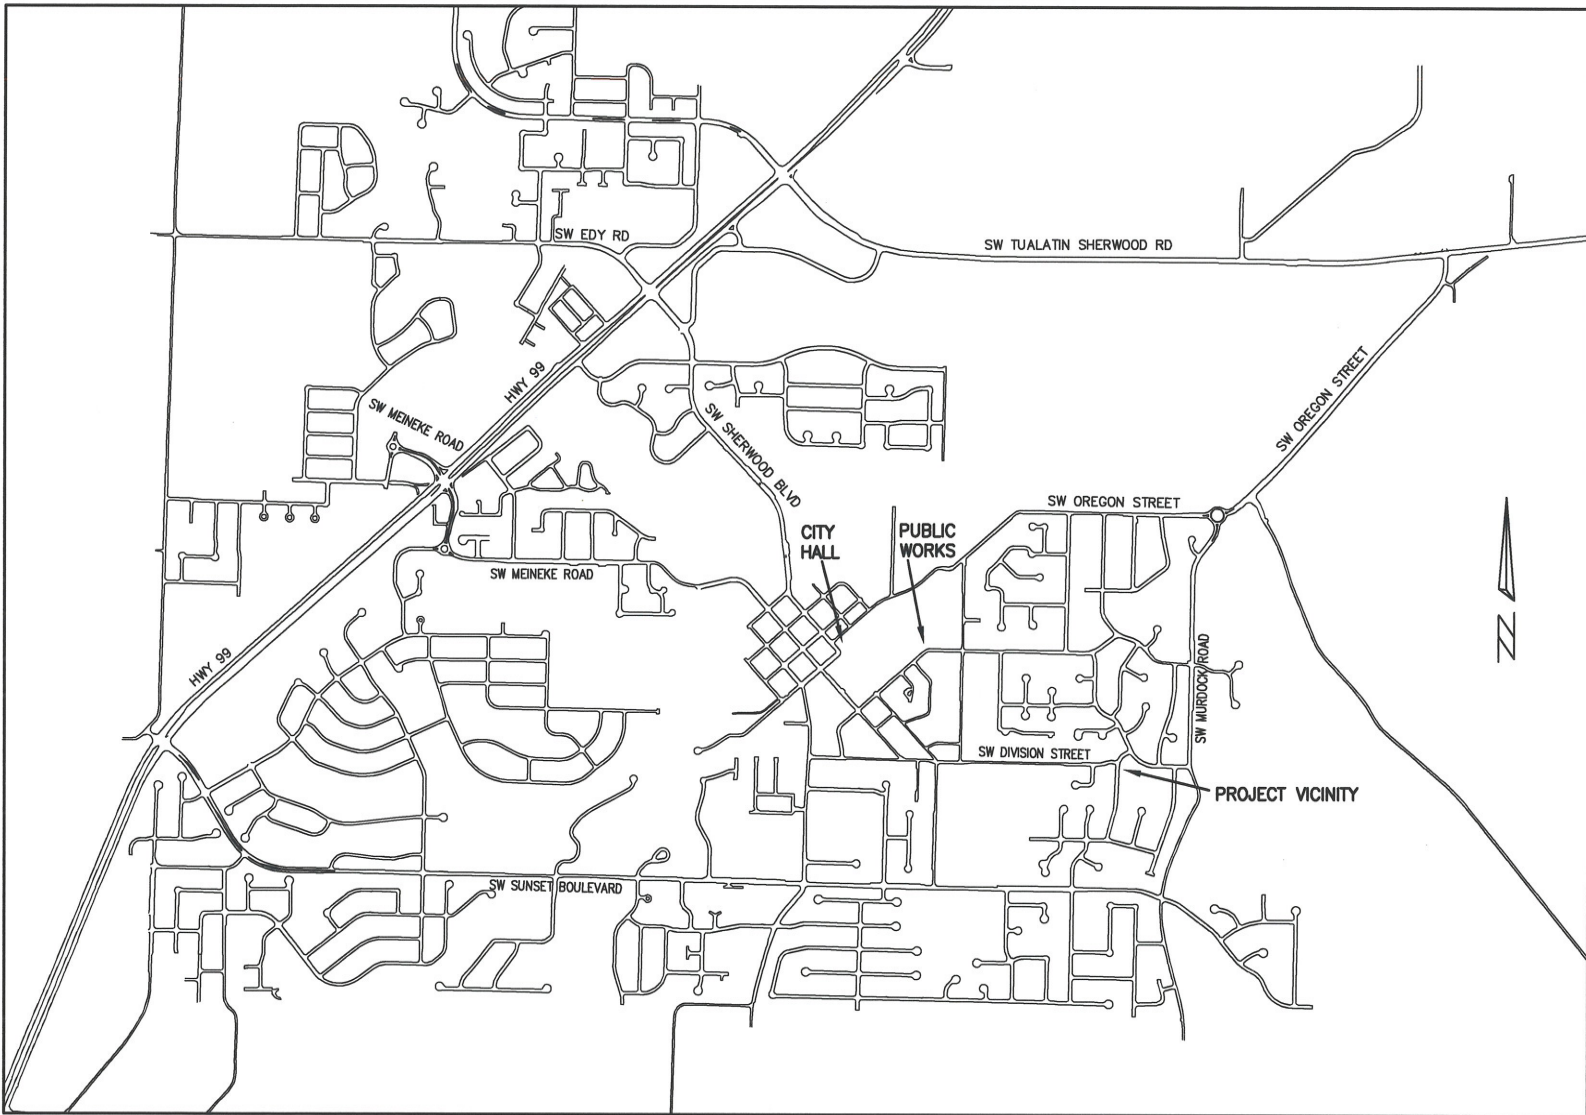 SW EDY RD
SW TUALATIN SHERWOOD RD
HWY 99
SW OREGON STREET
SW MEINEKE ROAD
SW SHERWOOD BLVD
SW OREGON STREET
CITY
HALL
PUBLIC
WORKS
SW MEINEKE ROAD
HWY 99
SW MURDOCK ROAD
SW DIVISION STREET
PROJECT VICINITY
SW SUNSET BOULEVARD
N